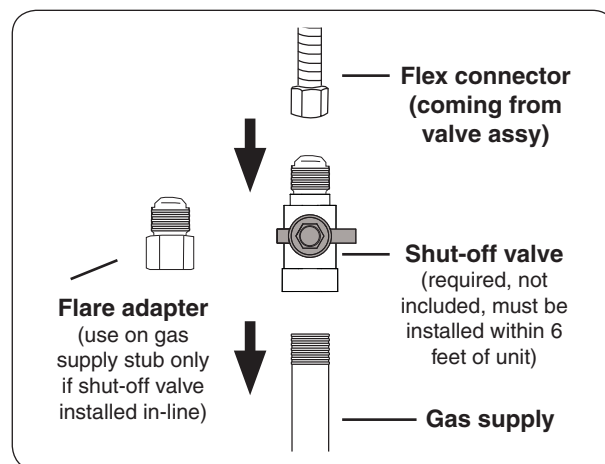 Flex connector
(coming from
valve assy)
Shut-off valve
(required, not
included, must be
installed within 6
feet of unit)
Flare adapter
(use on gas
supply stub only
if shut-off valve
installed in-line)
Gas supply